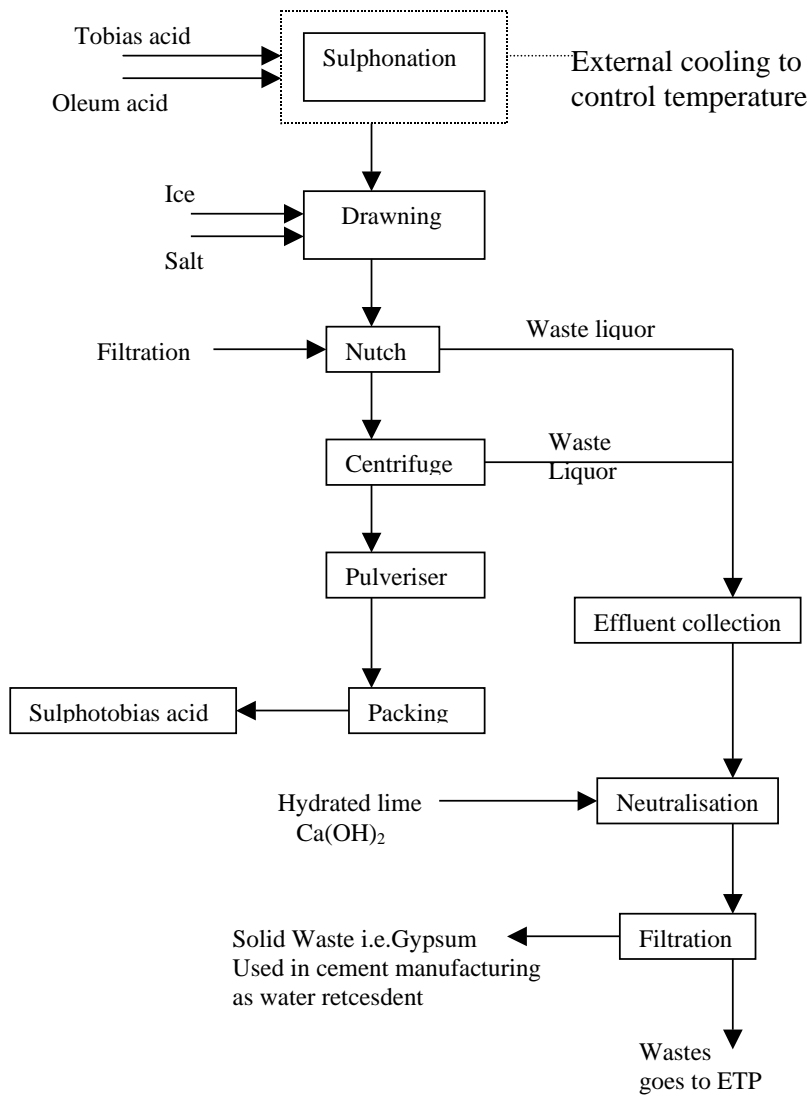 Tobias acid
Oleum acid
Sulphonation
External cooling to
control temperature
Ice
Salt
Drawning
Filtration
Nutch
Waste liquor
Centrifuge
Waste
Liquor
Pulveriser
Effluent collection
Sulphotobias acid
Packing
Hydrated lime
Ca(OH)₂
Neutralisation
Solid Waste i.e.Gypsum
Used in cement manufacturing
as water retcesdent
Filtration
Wastes
goes to ETP